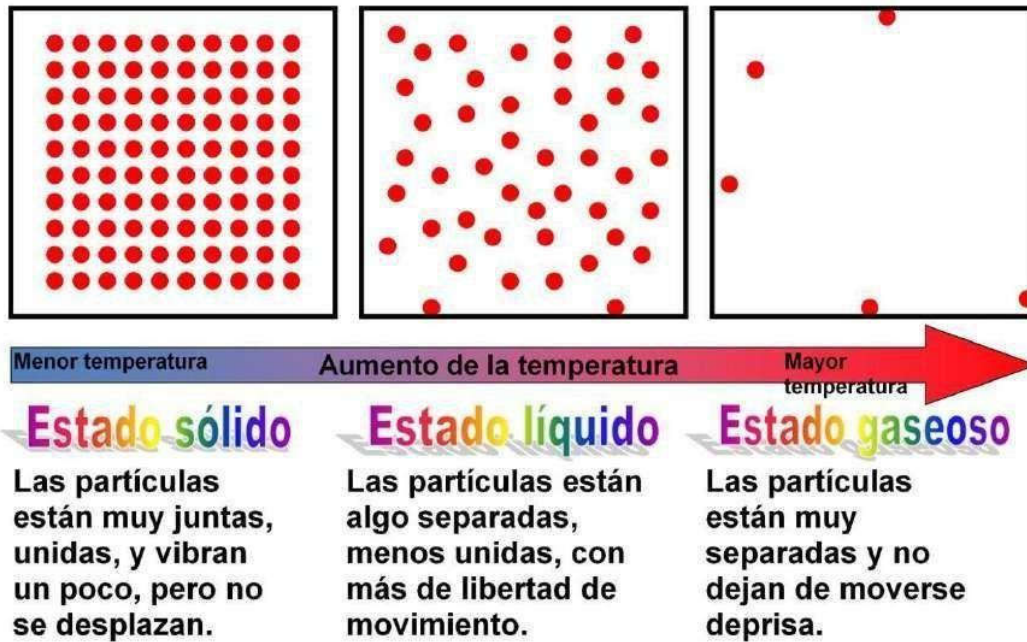 Menor temperatura
Aumento de la temperatura
Mayor
temperatura
Estado sólido
Estado líquido
Estado gaseoso
Las partículas
están muy juntas,
unidas, y vibran
un poco, pero no
se desplazan.
Las partículas están
algo separadas,
menos unidas, con
más de libertad de
movimiento.
Las partículas
están muy
separadas y no
dejan de moverse
deprisa.